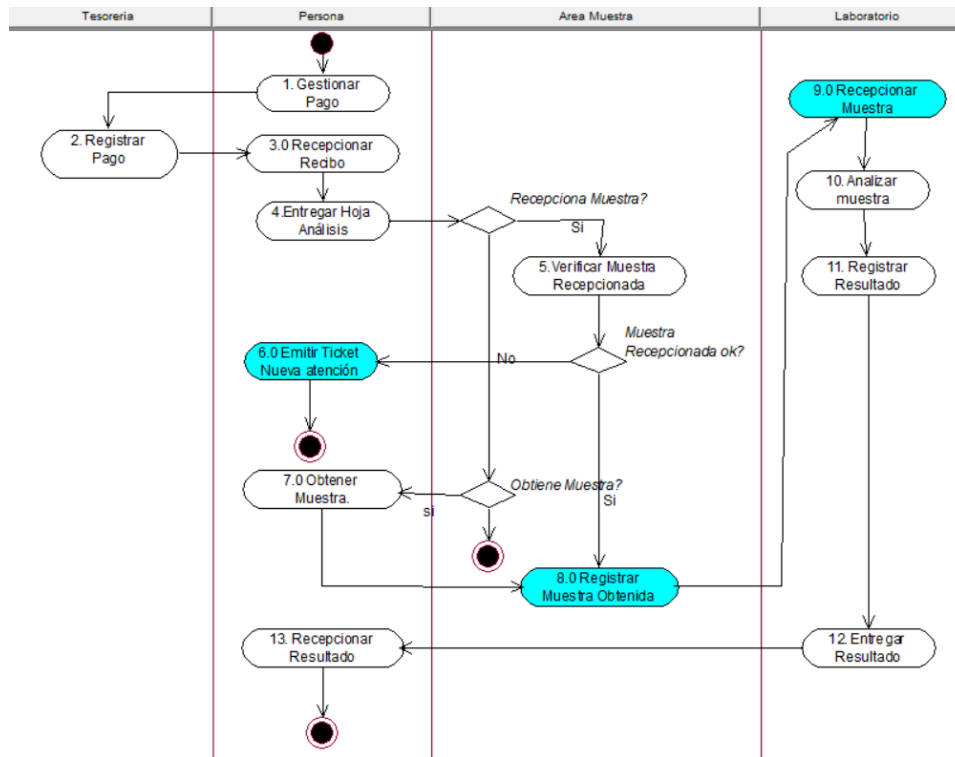 Tesoreria
Persona
Area Muestra
Laboratorio
1. Gestionar
Pago
2. Registrar
Pago
3.0 Recepcionar
Recibo
4.Entregar Hoja
Análisis
Recepciona Muestra?
Si
5.Verificar Muestra
Recepcionada
Muestra
Recepcionada ok?
No
6.0 Emitir Ticket
Nueva atención
7.0 Obtener
Muestra.
Obtiene Muestra?
si
Si
8.0 Registrar
Muestra Obtenida
9.0 Recepcionar
Muestra
10. Analizar
muestra
11. Registrar
Resultado
12. Entregar
Resultado
13. Recepcionar
Resultado